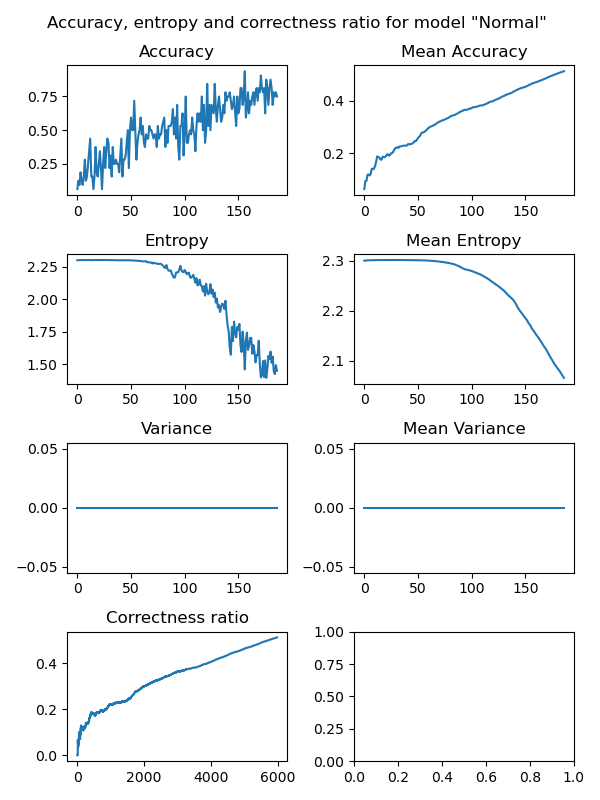 Accuracy, entropy and correctness ratio for model "Normal"
Accuracy
0.75
0.50
0.25
0 50 100 150
Mean Accuracy
0.4
0.2
0 50 100 150
Entropy
2.25
2.00
1.75
1.50
0 50 100 150
Mean Entropy
2.3
2.2
2.1
0 50 100 150
Variance
0.05
0.00
−0.05
0 50 100 150
Mean Variance
0.05
0.00
−0.05
0 50 100 150
Correctness ratio
0.4
0.2
0.0
0 2000 4000 6000
1.00
0.75
0.50
0.25
0.00
0.0 0.2 0.4 0.6 0.8 1.0